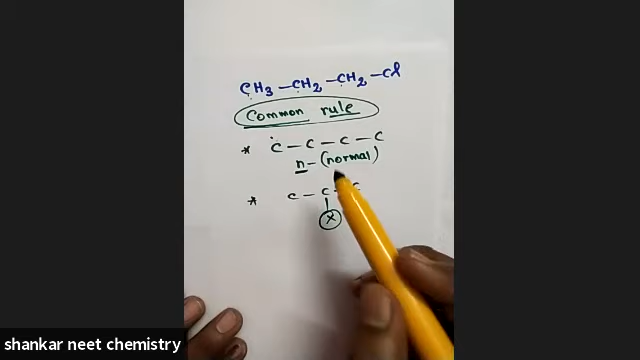 CH3 – CH2 – CH2 – Cl
Common rule
* C – C – C – C
n – (normal)
* C – C – C
X
shankar neet chemistry